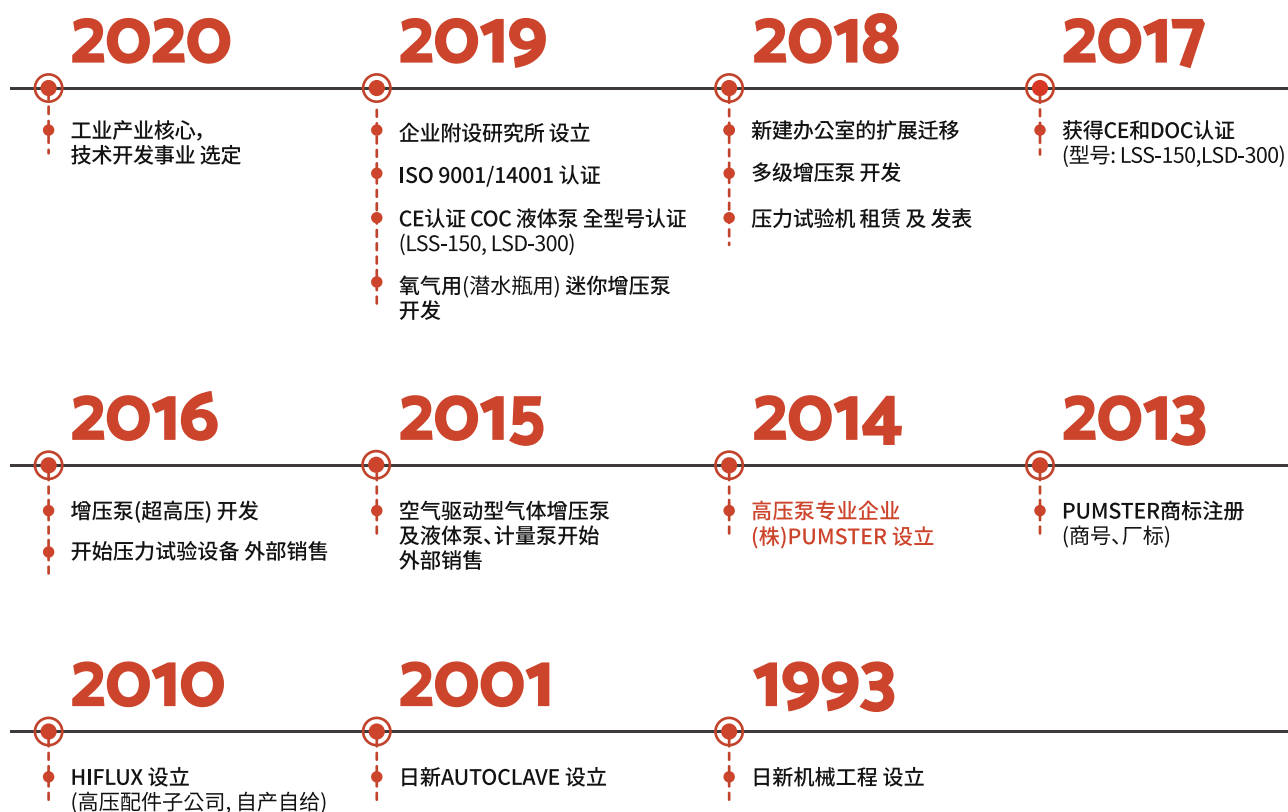 2020
工业产业核心，
技术开发事业 选定
2019
企业附设研究所 设立
ISO 9001/14001 认证
CE认证 COC 液体泵 全型号认证
(LSS-150, LSD-300)
氧气用(潜水瓶用) 迷你增压泵
开发
2018
新建办公室的扩展迁移
多级增压泵 开发
压力试验机 租赁 及 发表
2017
获得CE和DOC认证
(型号: LSS-150,LSD-300)
2016
增压泵(超高压) 开发
开始压力试验设备 外部销售
2015
空气驱动型气体增压泵
及液体泵、计量泵开始
外部销售
2014
高压泵专业企业
(株)PUMSTER 设立
2013
PUMSTER商标注册
(商号、厂标)
2010
HIFLUX 设立
(高压配件子公司, 自产自给)
2001
日新AUTOCLAVE 设立
1993
日新机械工程 设立